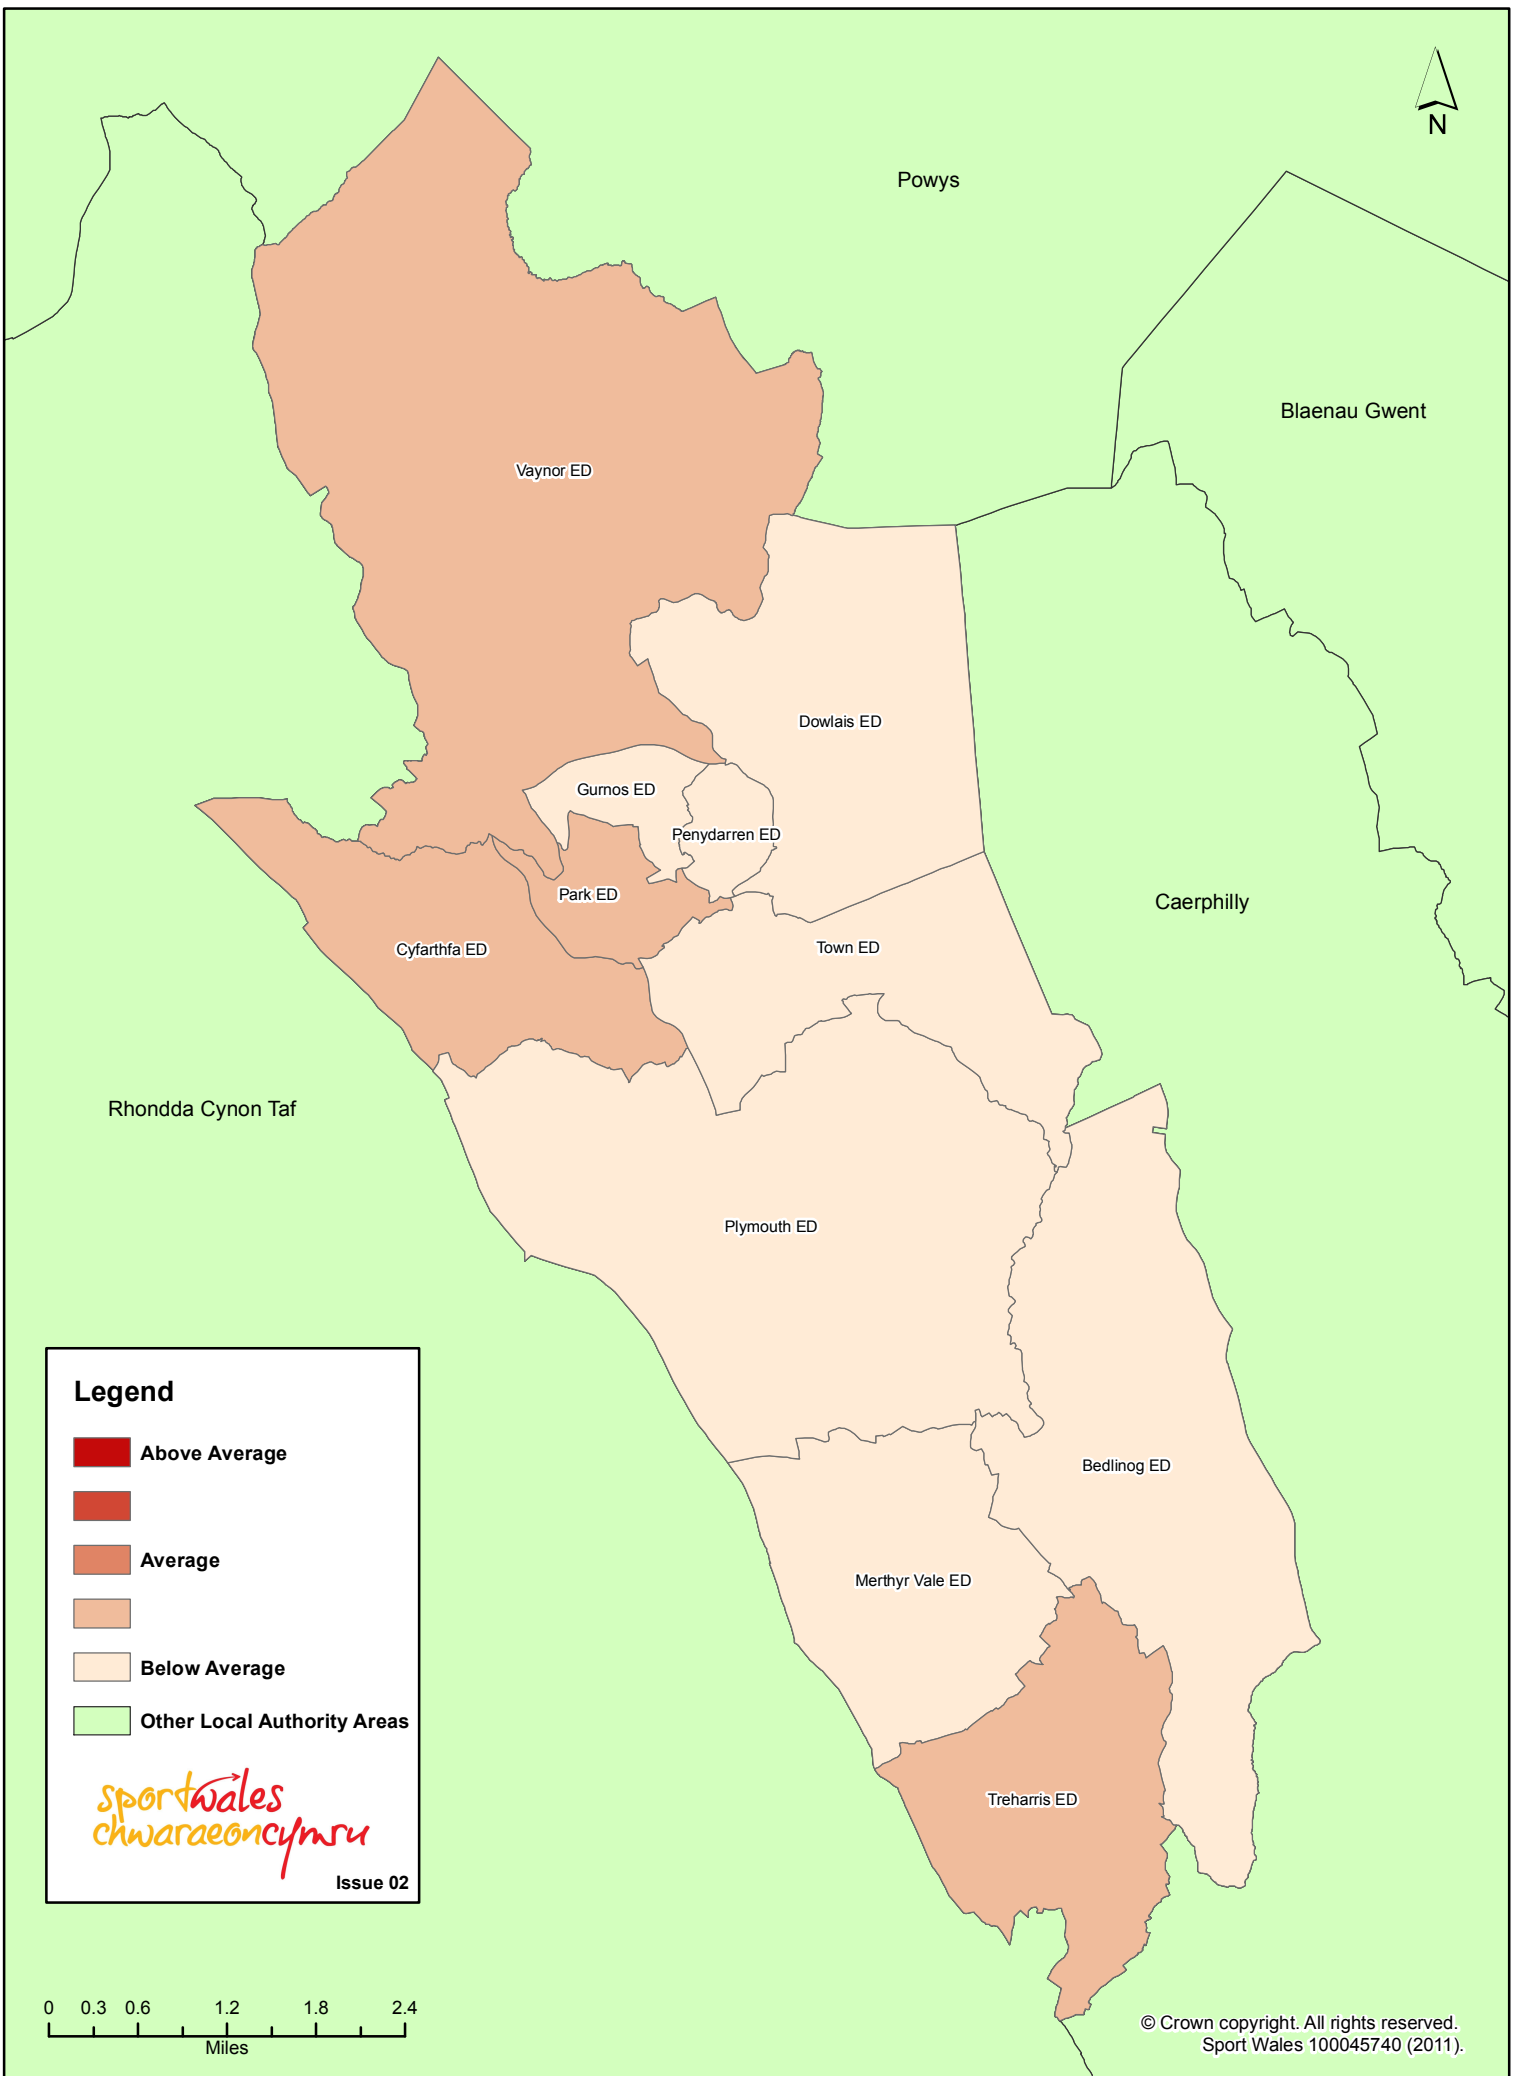 N
Powys
Blaenau Gwent
Vaynor ED
Dowlais ED
Gurnos ED
Penydarren ED
Park ED
Caerphilly
Cyfarthfa ED
Town ED
Rhondda Cynon Taf
Plymouth ED
Bedlinog ED
Merthyr Vale ED
Treharris ED
Legend
Above Average
Average
Below Average
Other Local Authority Areas
sportwales
chwaraeoncymru
Issue 02
0 0.3 0.6 1.2 1.8 2.4
Miles
© Crown copyright. All rights reserved.
Sport Wales 100045740 (2011).